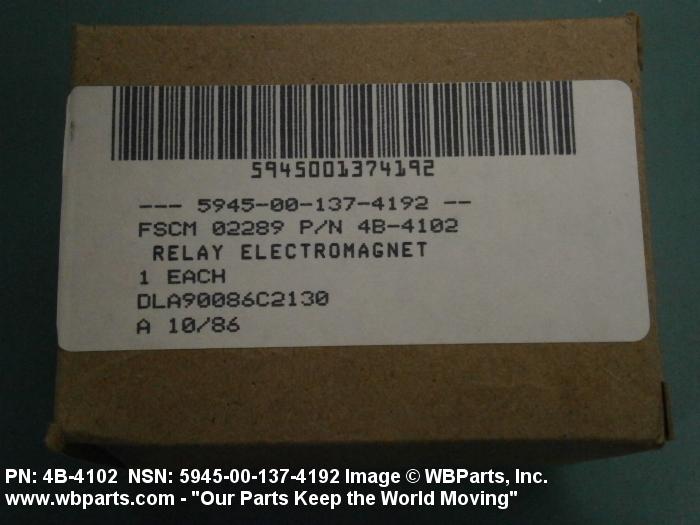 5945001374192
--- 5945-00-137-4192 --
FSCM 02289 P/N 4B-4102
RELAY ELECTROMAGNET
1 EACH
DLA90086C2130
A 10/86
PN: 4B-4102 NSN: 5945-00-137-4192 Image © WBParts, Inc.
www.wbparts.com - "Our Parts Keep the World Moving"